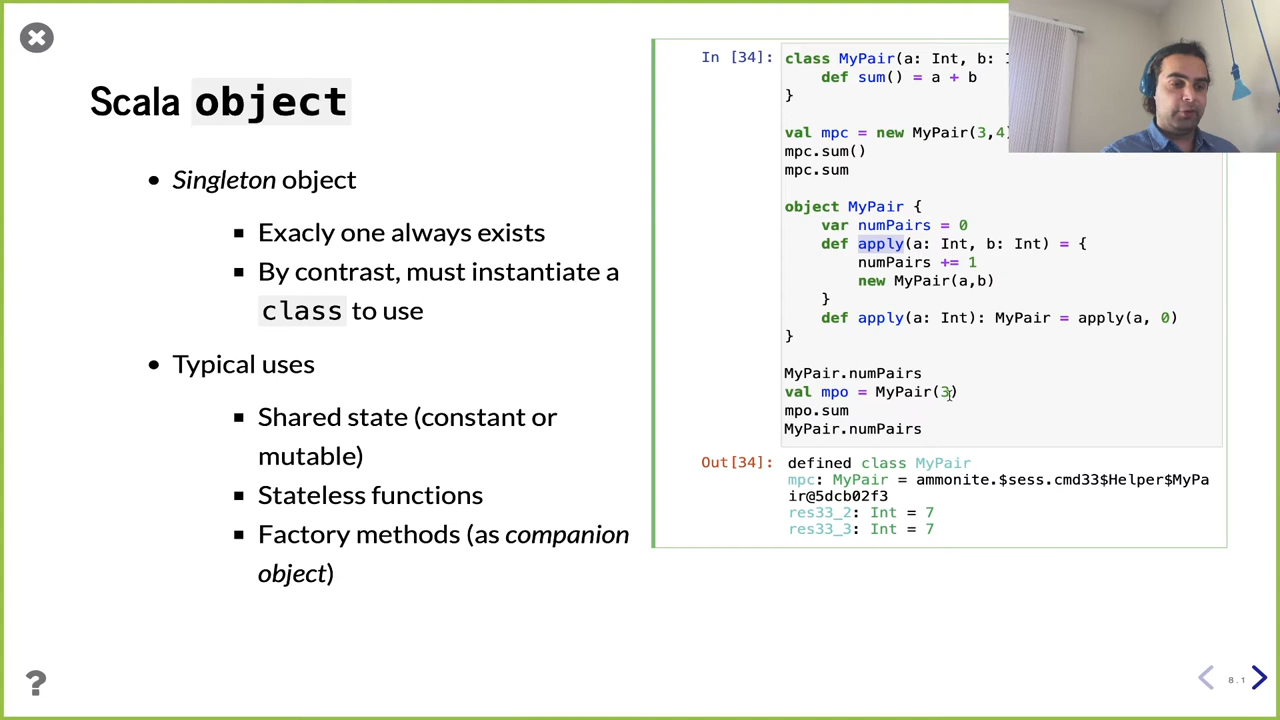 Scala object
Singleton object
Exacly one always exists
By contrast, must instantiate a
class to use
Typical uses
Shared state (constant or
mutable)
Stateless functions
Factory methods (as companion
object)
In [34]:
class MyPair(a: Int, b:
def sum() = a + b
}
val mpc = new MyPair(3,4)
mpc.sum()
mpc.sum
object MyPair {
var numPairs = 0
def apply(a: Int, b: Int) = {
numPairs += 1
new MyPair(a,b)
}
def apply(a: Int): MyPair = apply(a, 0)
}
MyPair.numPairs
val mpo = MyPair(3)
mpo.sum
MyPair.numPairs
Out[34]:
defined class MyPair
mpc: MyPair = ammonite.$sess.cmd33$Helper$MyPa
ir@5dcb02f3
res33_2: Int = 7
res33_3: Int = 7
?
8.1